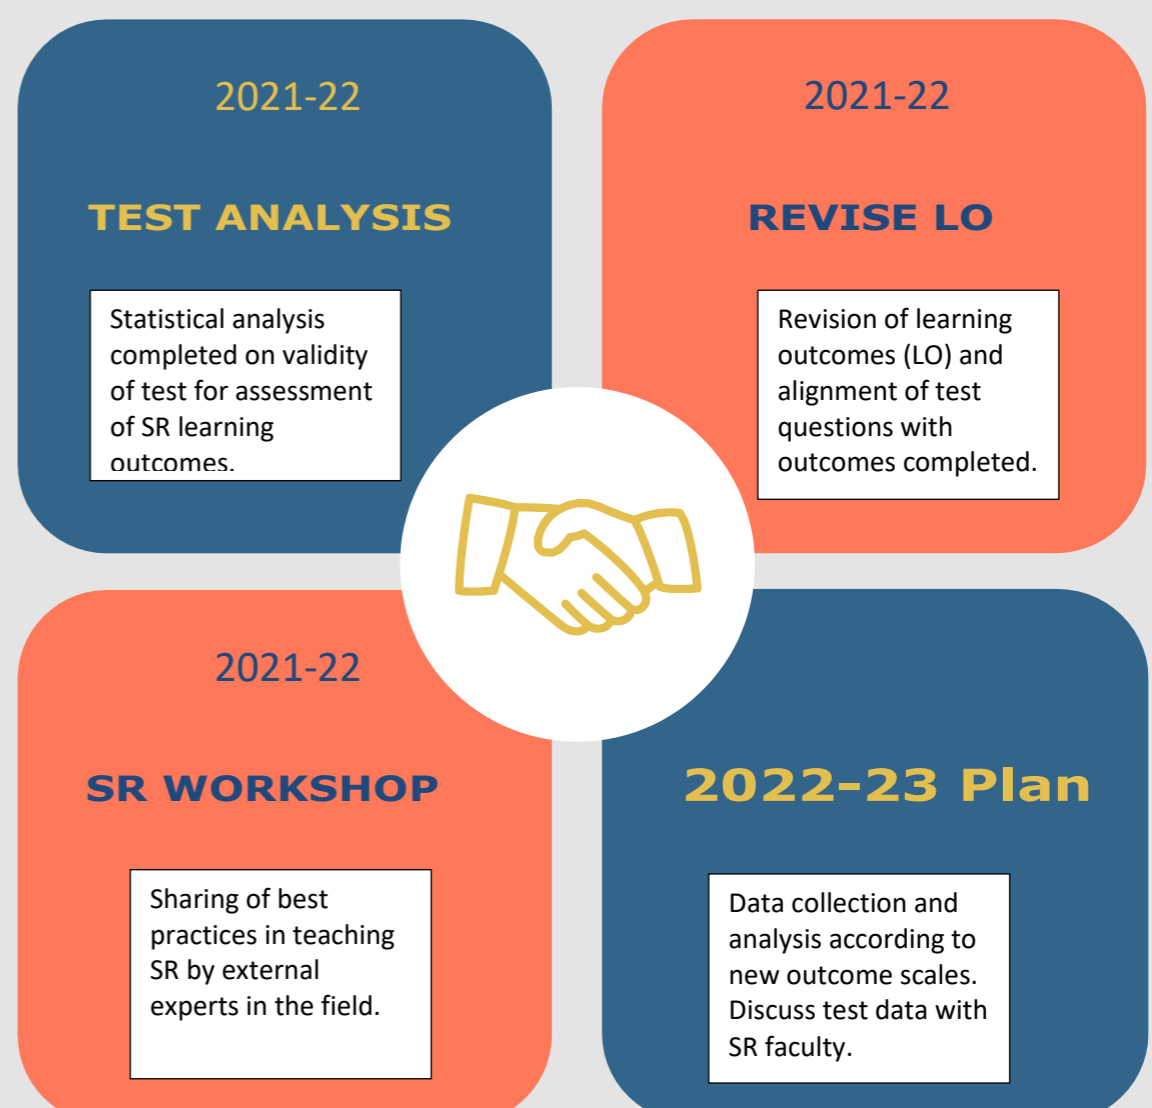 2021-22
TEST ANALYSIS
Statistical analysis
completed on validity
of test for assessment
of SR learning
outcomes.
2021-22
REVISE LO
Revision of learning
outcomes (LO) and
alignment of test
questions with
outcomes completed.
2021-22
SR WORKSHOP
Sharing of best
practices in teaching
SR by external
experts in the field.
2022-23 Plan
Data collection and
analysis according to
new outcome scales.
Discuss test data with
SR faculty.